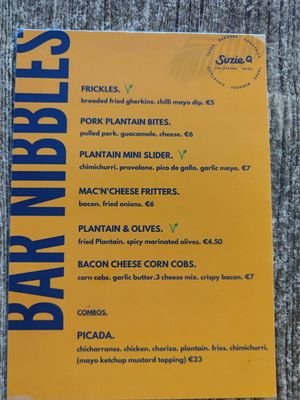 BAR NIBBLES
Suzie Q
FRICKLES.
breaded fried gherkins. chilli mayo dip. €5
PORK PLANTAIN BITES.
pulled pork. guacamole. cheese. €6
PLANTAIN MINI SLIDER.
chimichurri. provolone. pico de gallo. garlic mayo. €7
MAC'N'CHEESE FRITTERS.
bacon. fried onions. €6
PLANTAIN & OLIVES.
fried Plantain. spicy marinated olives. €4.50
BACON CHEESE CORN COBS.
corn cobs. garlic butter.3 cheese mix. crispy bacon. €7
COMBOS.
PICADA.
chicharrones. chicken. chorizo. plantain. fries. chimichurri.
(mayo ketchup mustard topping) €23